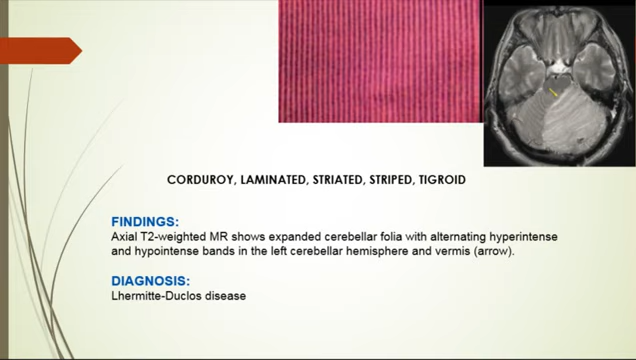 CORDUROY, LAMINATED, STRIATED, STRIPED, TIGROID
FINDINGS:
Axial T2-weighted MR shows expanded cerebellar folia with alternating hyperintense
and hypointense bands in the left cerebellar hemisphere and vermis (arrow).
DIAGNOSIS:
Lhermitte-Duclos disease